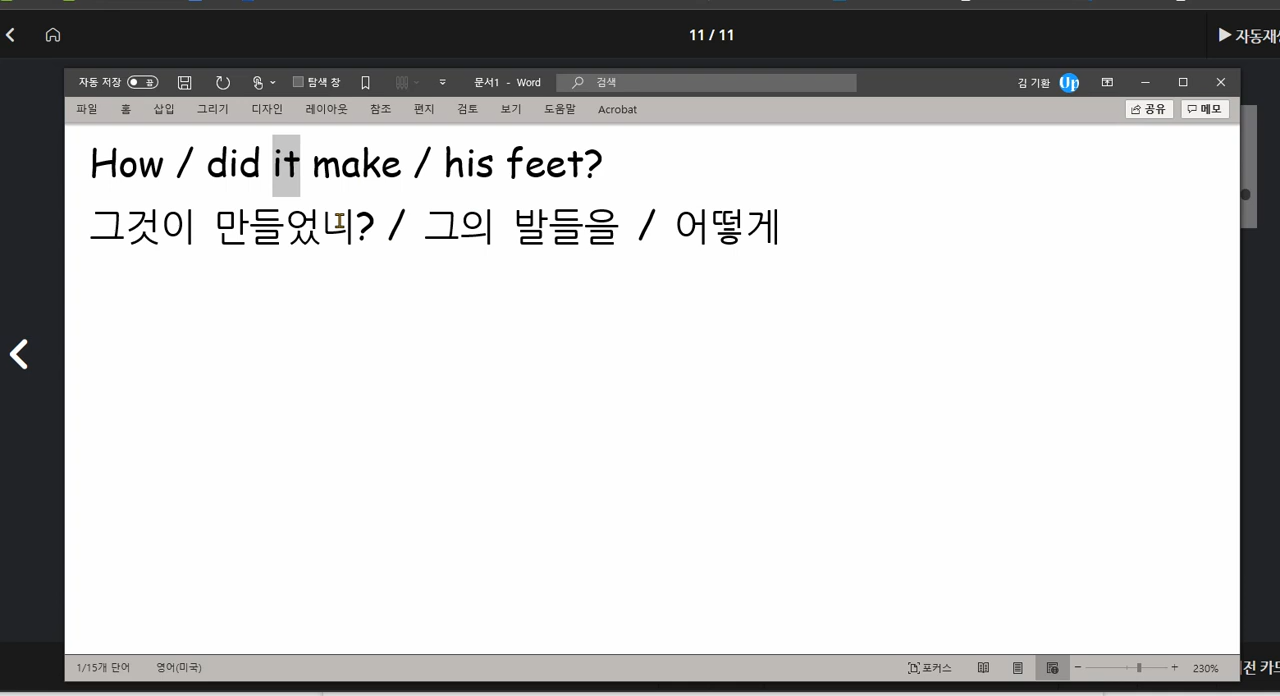 11 / 11
▶ 자동재생
자동 저장 끔 탐색 창 문서1 - Word 검색 김 기환 Up
파일 홈 삽입 그리기 디자인 레이아웃 참조 편지 검토 보기 도움말 Acrobat 공유 메모
How / did it make / his feet?
그것이 만들었니? / 그의 발들을 / 어떻게
1/15개 단어 영어(미국) 포커스 - + 230%